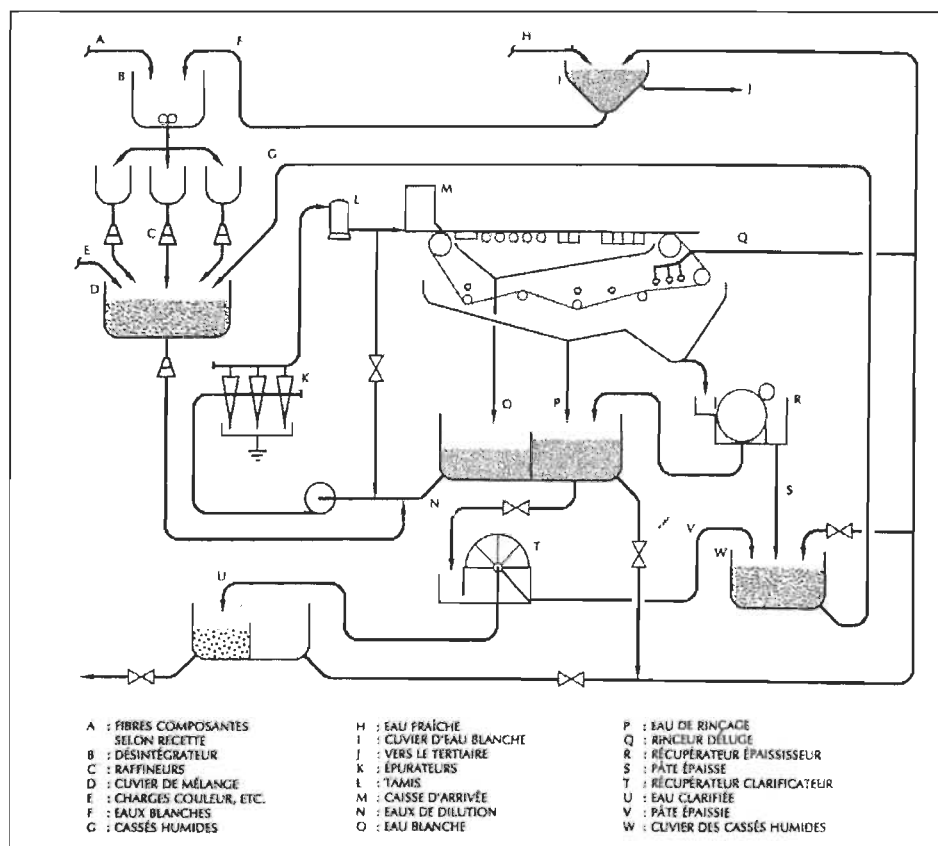 A
F
H
B
I
J
G
L
M
C
Q
E
D
K
O
P
R
N
S
V
T
W
U
A : FIBRES COMPOSANTES
SELON RECETTE
B : DÉSINTÉGRATEUR
C : RAFFINEURS
D : CUVIER DE MÉLANGE
E : CHARGES COULEUR, ETC.
F : EAUX BLANCHES
G : CASSÉS HUMIDES
H : EAU FRAÎCHE
I : CUVIER D'EAU BLANCHE
J : VERS LE TERTIAIRE
K : ÉPURATEURS
L : TAMIS
M : CAISSE D'ARRIVÉE
N : EAUX DE DILUTION
O : EAU BLANCHE
P : EAU DE RINÇAGE
Q : RINCEUR DÉLUGE
R : RÉCUPÉRATEUR ÉPAISSISSEUR
S : PÂTE ÉPAISSE
T : RÉCUPÉRATEUR CLARIFICATEUR
U : EAU CLARIFIÉE
V : PÂTE ÉPAISSIE
W : CUVIER DES CASSÉS HUMIDES